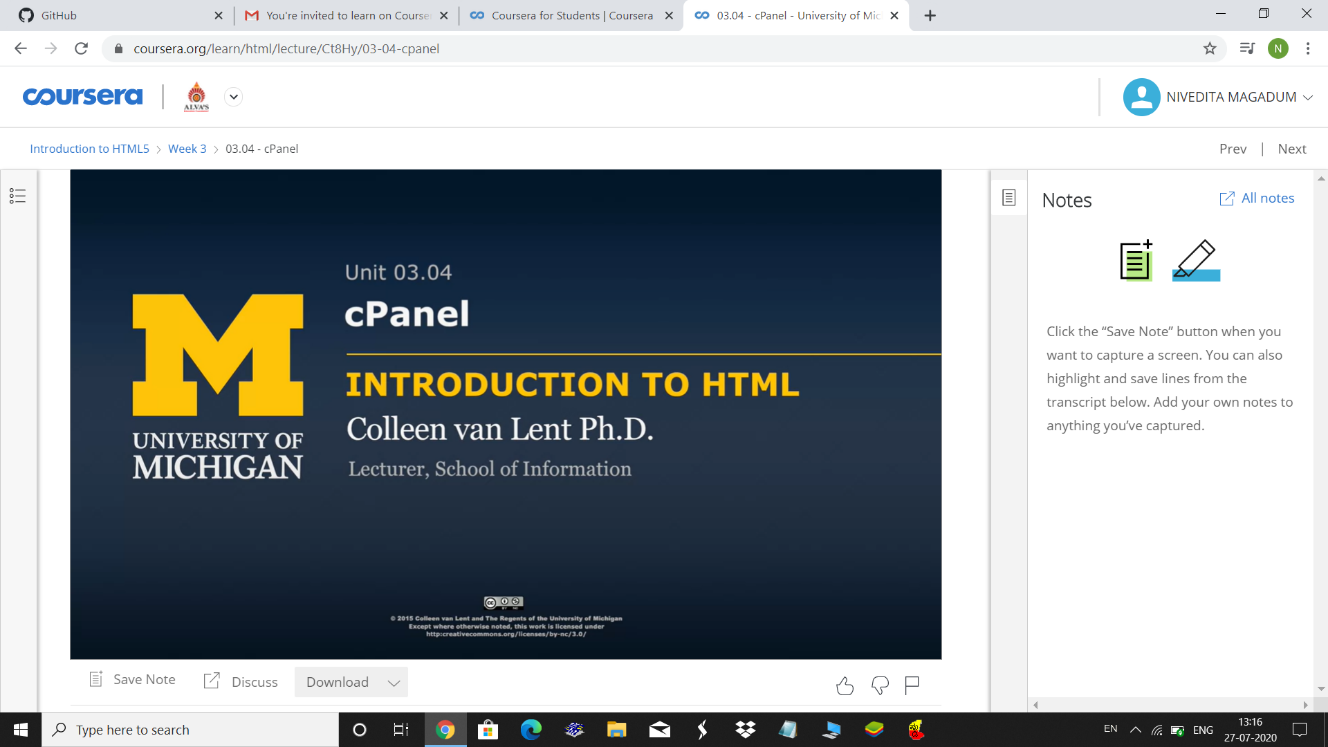 GitHub
You're invited to learn on Course
Coursera for Students | Coursera
03.04 - cPanel - University of Mic
coursera.org/learn/html/lecture/Ct8Hy/03-04-cpanel
N
coursera
ALVA'S
NIVEDITA MAGADUM
Introduction to HTML5 > Week 3 > 03.04 - cPanel
Prev | Next
Unit 03.04
cPanel
INTRODUCTION TO HTML
Colleen van Lent Ph.D.
Lecturer, School of Information
M
UNIVERSITY OF
MICHIGAN
cc
BY NC
© 2015 Colleen van Lent and The Regents of the University of Michigan
Except where otherwise noted, this work is licensed under
http:creativecommons.org/licenses/by-nc/3.0/
Notes
All notes
Click the “Save Note” button when you
want to capture a screen. You can also
highlight and save lines from the
transcript below. Add your own notes to
anything you’ve captured.
Save Note
Discuss
Download
Type here to search
EN
ENG
13:16
27-07-2020